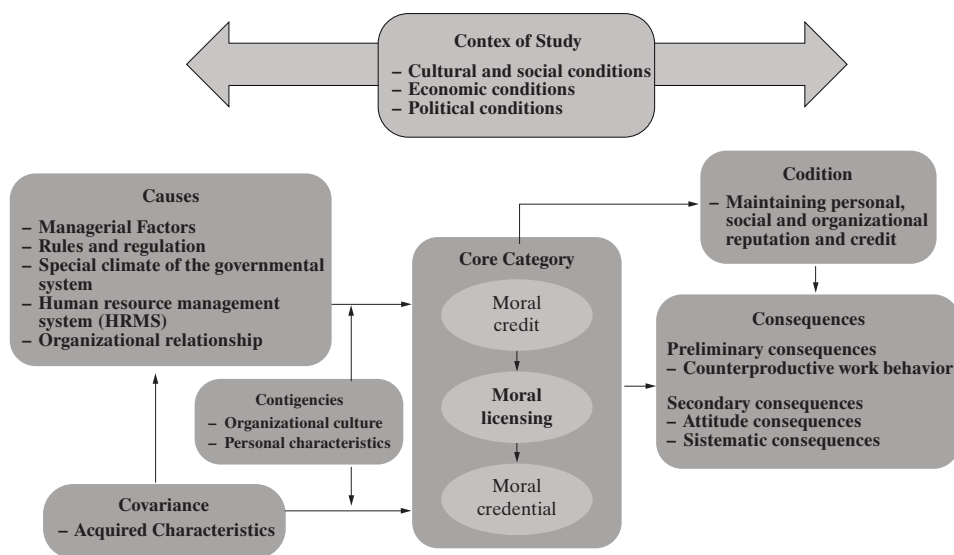 Contex of Study
– Cultural and social conditions
– Economic conditions
– Political conditions
Causes
– Managerial Factors
– Rules and regulation
– Special climate of the governmental
system
– Human resource management
system (HRMS)
– Organizational relationship
Contigencies
– Organizational culture
– Personal characteristics
Covariance
– Acquired Characteristics
Core Category
Moral
credit
Moral
licensing
Moral
credential
Codition
– Maintaining personal,
social and organizational
reputation and credit
Consequences
Preliminary consequences
– Counterproductive work behavior
Secondary consequences
– Attitude consequences
– Sistematic consequences